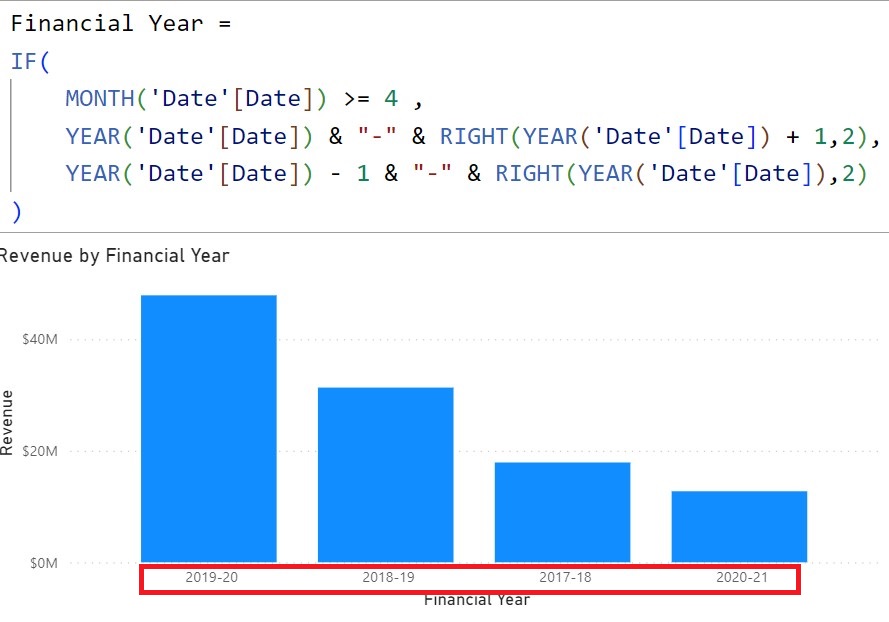 Financial Year =
IF(
MONTH('Date'[Date]) >= 4 ,
YEAR('Date'[Date]) & "-" & RIGHT(YEAR('Date'[Date]) + 1,2),
YEAR('Date'[Date]) - 1 & "-" & RIGHT(YEAR('Date'[Date]),2)
)
Revenue by Financial Year
$40M
$20M
$0M
Revenue
2019-20 2018-19 2017-18 2020-21
Financial Year